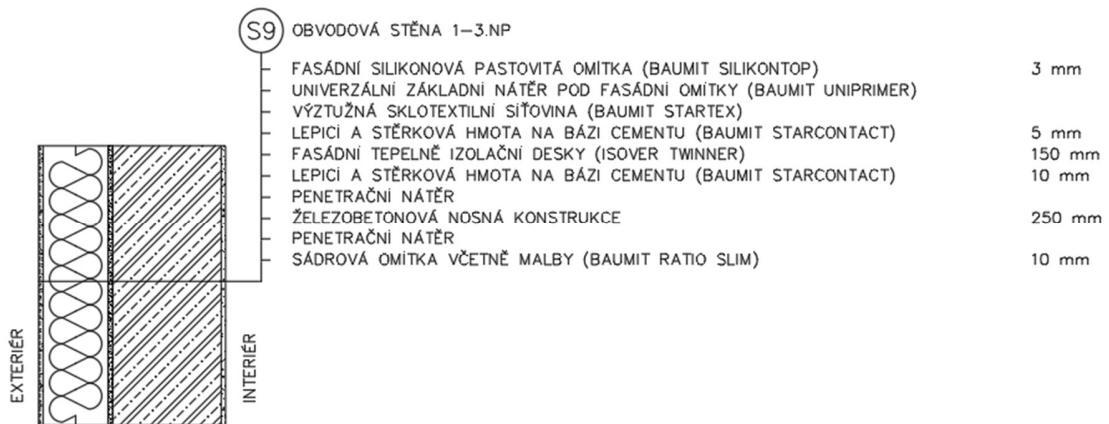 S9 OBVODOVÁ STĚNA 1–3.NP
FASÁDNÍ SILIKONOVÁ PASTOVITÁ OMÍTKA (BAUMIT SILIKONTOP) 3 mm
UNIVERZÁLNÍ ZÁKLADNÍ NÁTĚR POD FASÁDNÍ OMÍTKY (BAUMIT UNIPRIMER)
VÝZTUŽNÁ SKLOTEXTILNÍ SÍŤOVINA (BAUMIT STARTEX)
LEPICÍ A STĚRKOVÁ HMOTA NA BÁZI CEMENTU (BAUMIT STARCONTACT) 5 mm
FASÁDNÍ TEPELNĚ IZOLAČNÍ DESKY (ISOVER TWINNER) 150 mm
LEPICÍ A STĚRKOVÁ HMOTA NA BÁZI CEMENTU (BAUMIT STARCONTACT) 10 mm
PENETRAČNÍ NÁTĚR
ŽELEZOBETONOVÁ NOSNÁ KONSTRUKCE 250 mm
PENETRAČNÍ NÁTĚR
SÁDROVÁ OMÍTKA VČETNĚ MALBY (BAUMIT RATIO SLIM) 10 mm
EXTERIÉR
INTERIÉR